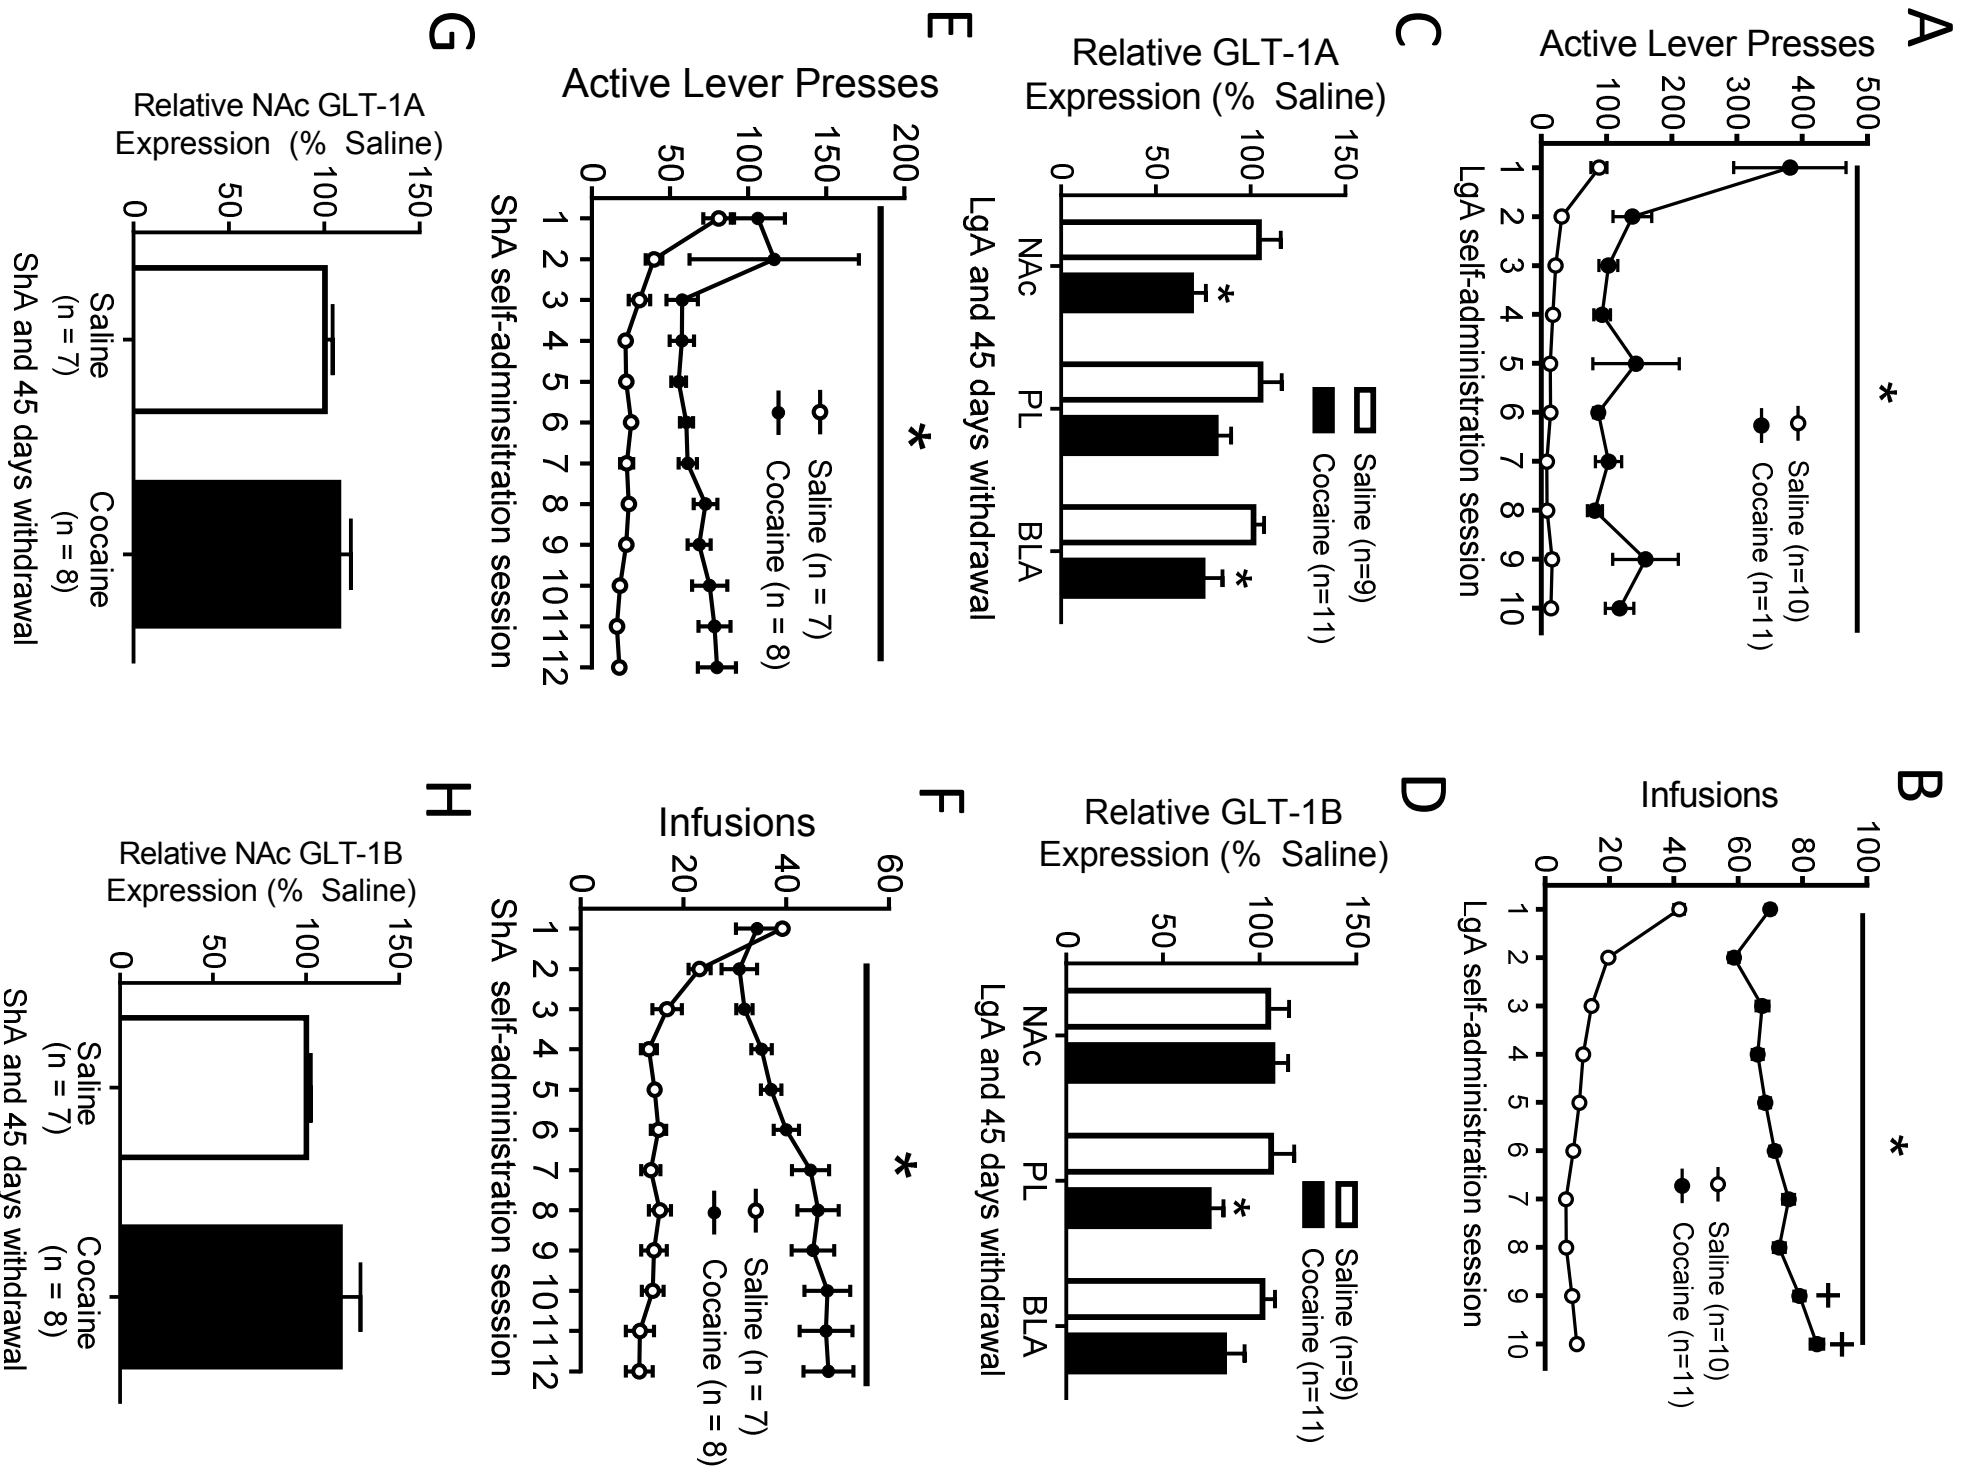 A
Active Lever Presses
500
400
300
200
100
0
1 2 3 4 5 6 7 8 9 10
LgA self-administration session
*
Saline (n=10)
Cocaine (n=11)
B
Infusions
100
80
60
40
20
0
1 2 3 4 5 6 7 8 9 10
LgA self-administration session
*
+
+
Saline (n=10)
Cocaine (n=11)
C
Relative GLT-1A
Expression (% Saline)
150
100
50
0
NAc PL BLA
LgA and 45 days withdrawal
Saline (n=9)
Cocaine (n=11)
*
*
D
Relative GLT-1B
Expression (% Saline)
150
100
50
0
NAc PL BLA
LgA and 45 days withdrawal
Saline (n=9)
Cocaine (n=11)
*
E
Active Lever Presses
200
150
100
50
0
1 2 3 4 5 6 7 8 9 10 11 12
ShA self-adminsitration session
*
Saline (n = 7)
Cocaine (n = 8)
F
Infusions
60
40
20
0
1 2 3 4 5 6 7 8 9 10 11 12
ShA self-administration session
*
Saline (n = 7)
Cocaine (n = 8)
G
Relative NAc GLT-1A
Expression (% Saline)
150
100
50
0
Saline
(n = 7)
Cocaine
(n = 8)
ShA and 45 days withdrawal
H
Relative NAc GLT-1B
Expression (% Saline)
150
100
50
0
Saline
(n = 7)
Cocaine
(n = 8)
ShA and 45 days withdrawal